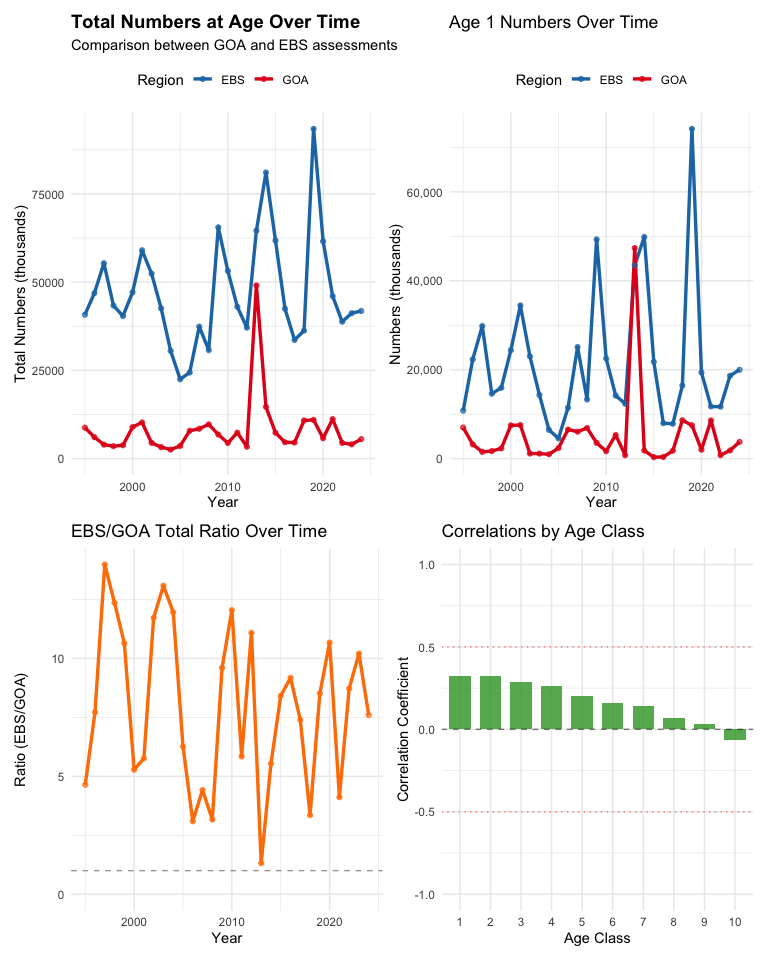 Total Numbers at Age Over Time
Comparison between GOA and EBS assessments
Region EBS GOA
Total Numbers (thousands)
75000
50000
25000
0
2000 2010 2020
Year
Age 1 Numbers Over Time
Region EBS GOA
Numbers (thousands)
60,000
40,000
20,000
0
2000 2010 2020
Year
EBS/GOA Total Ratio Over Time
Ratio (EBS/GOA)
10
5
0
2000 2010 2020
Year
Correlations by Age Class
Correlation Coefficient
1.0
0.5
0.0
-0.5
-1.0
1 2 3 4 5 6 7 8 9 10
Age Class